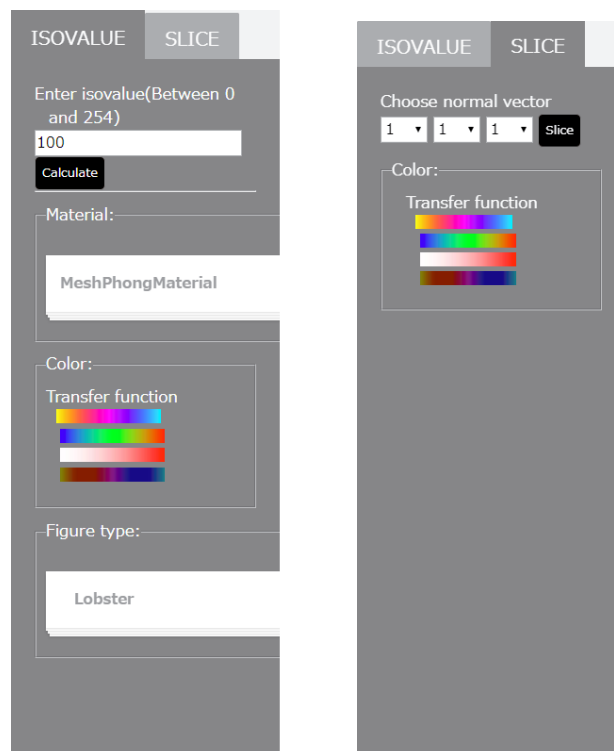 ISOVALUE SLICE
Enter isovalue(Between 0
and 254)
100
Calculate
Material:
MeshPhongMaterial
Color:
Transfer function
Figure type:
Lobster
ISOVALUE SLICE
Choose normal vector
1 1 1 Slice
Color:
Transfer function